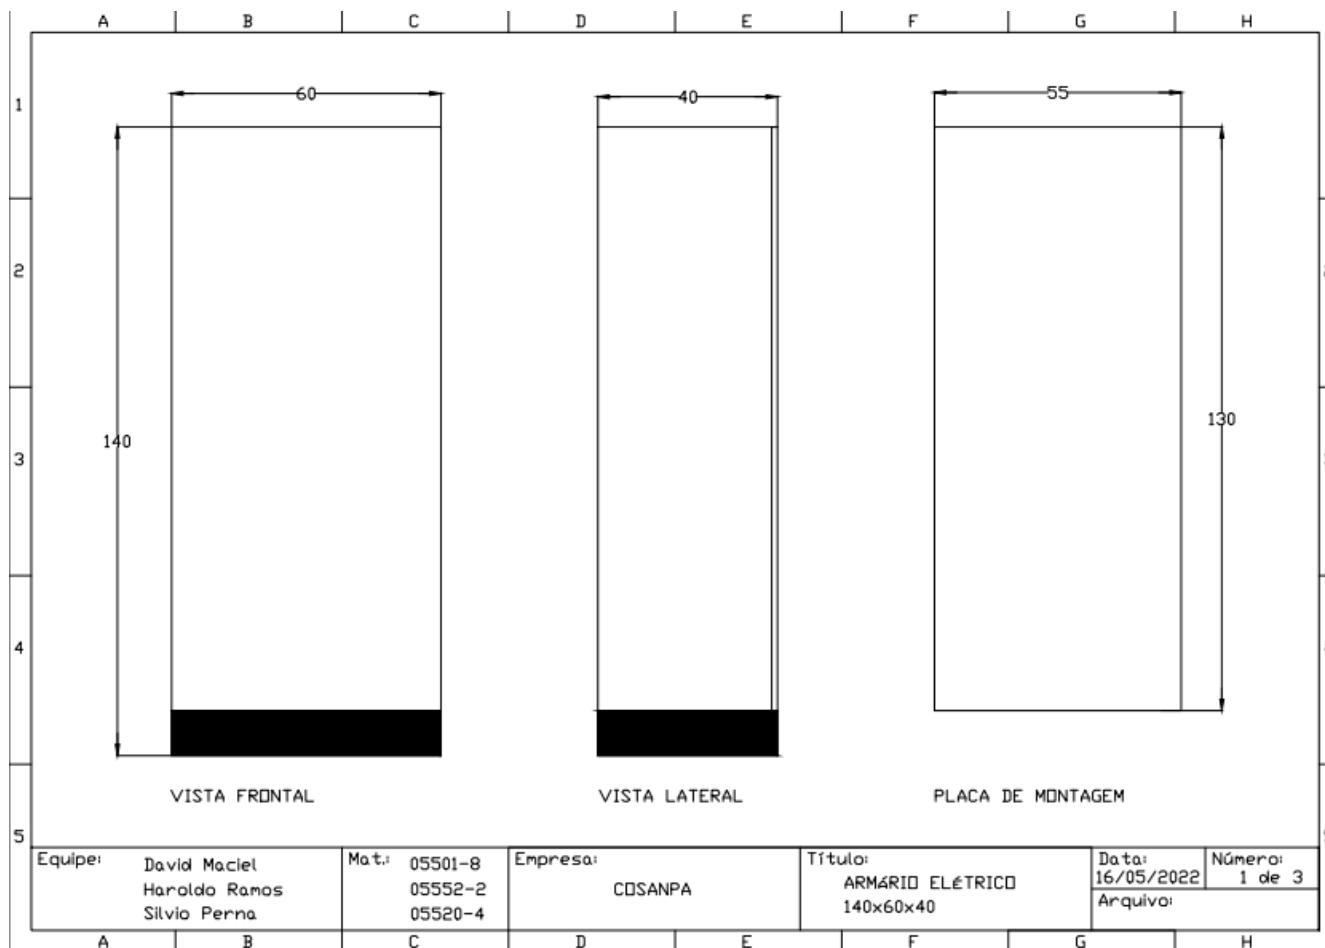 A B C D E F G H
1
60
40
55
2
140
130
3
4
VISTA FRONTAL
VISTA LATERAL
PLACA DE MONTAGEM
5
Equipe:
David Maciel
Haroldo Ramos
Silvio Perna
Mat.:
05501-8
05552-2
05520-4
Empresa:
COSANPA
Título:
ARMÁRIO ELÉTRICO
140x60x40
Data:
16/05/2022
Número:
1 de 3
Arquivo:
A B C D E F G H